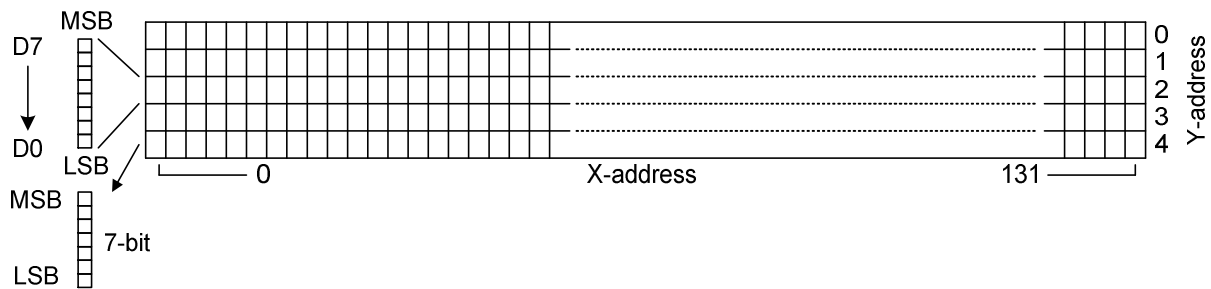 MSB
D7
D0
LSB
0
1
2
3
4
Y-address
0
X-address
131
MSB
7-bit
LSB